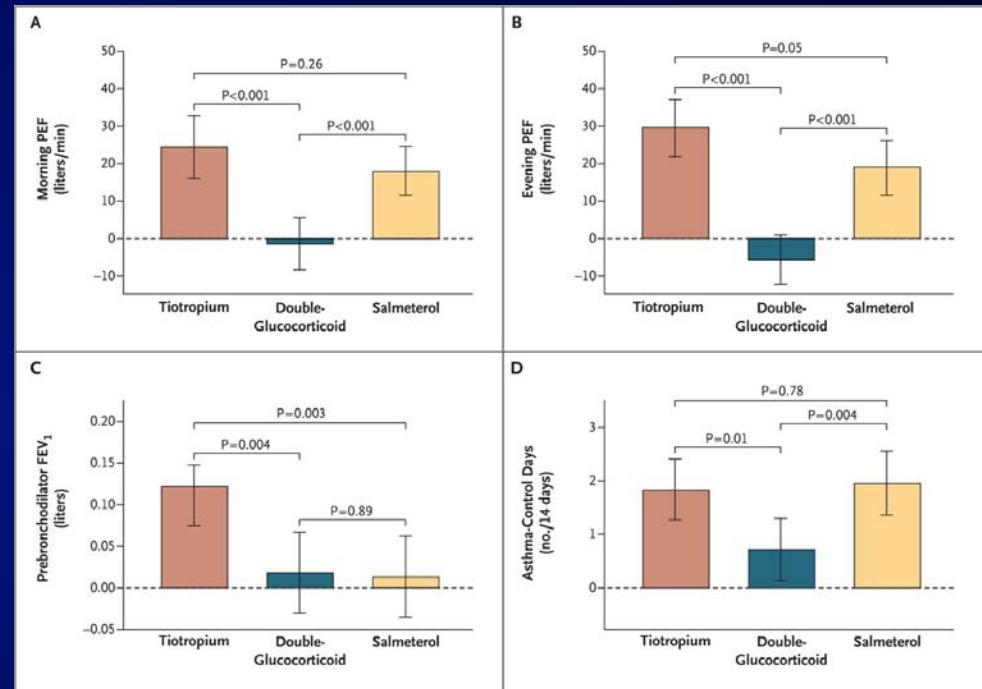 A
Morning PEF
(liters/min)
50
40
30
20
10
0
−10
P=0.26
P<0.001
P<0.001
Tiotropium
Double-
Glucocorticoid
Salmeterol
B
Evening PEF
(liters/min)
50
40
30
20
10
0
−10
P=0.05
P<0.001
P<0.001
Tiotropium
Double-
Glucocorticoid
Salmeterol
C
Prebronchodilator FEV₁
(liters)
0.20
0.15
0.10
0.05
0.00
−0.05
P=0.003
P=0.004
P=0.89
Tiotropium
Double-
Glucocorticoid
Salmeterol
D
Asthma-Control Days
(no./14 days)
3
2
1
0
P=0.78
P=0.004
P=0.01
Tiotropium
Double-
Glucocorticoid
Salmeterol